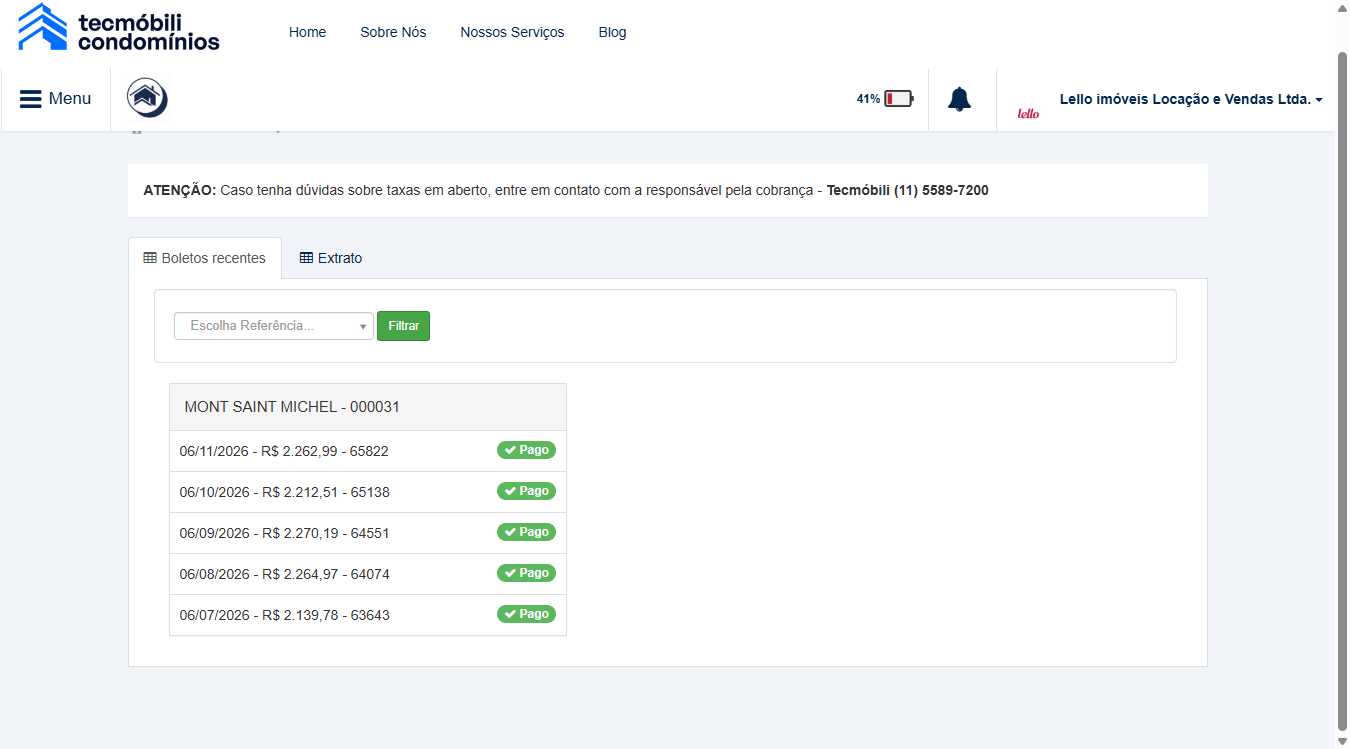 tecmóbili
condomínios
Home Sobre Nós Nossos Serviços Blog
Menu 41% lello Lello imóveis Locação e Vendas Ltda.
ATENÇÃO: Caso tenha dúvidas sobre taxas em aberto, entre em contato com a responsável pela cobrança - Tecmóbili (11) 5589-7200
Boletos recentes Extrato
Escolha Referência... Filtrar
MONT SAINT MICHEL - 000031
06/11/2026 - R$ 2.262,99 - 65822 Pago
06/10/2026 - R$ 2.212,51 - 65138 Pago
06/09/2026 - R$ 2.270,19 - 64551 Pago
06/08/2026 - R$ 2.264,97 - 64074 Pago
06/07/2026 - R$ 2.139,78 - 63643 Pago